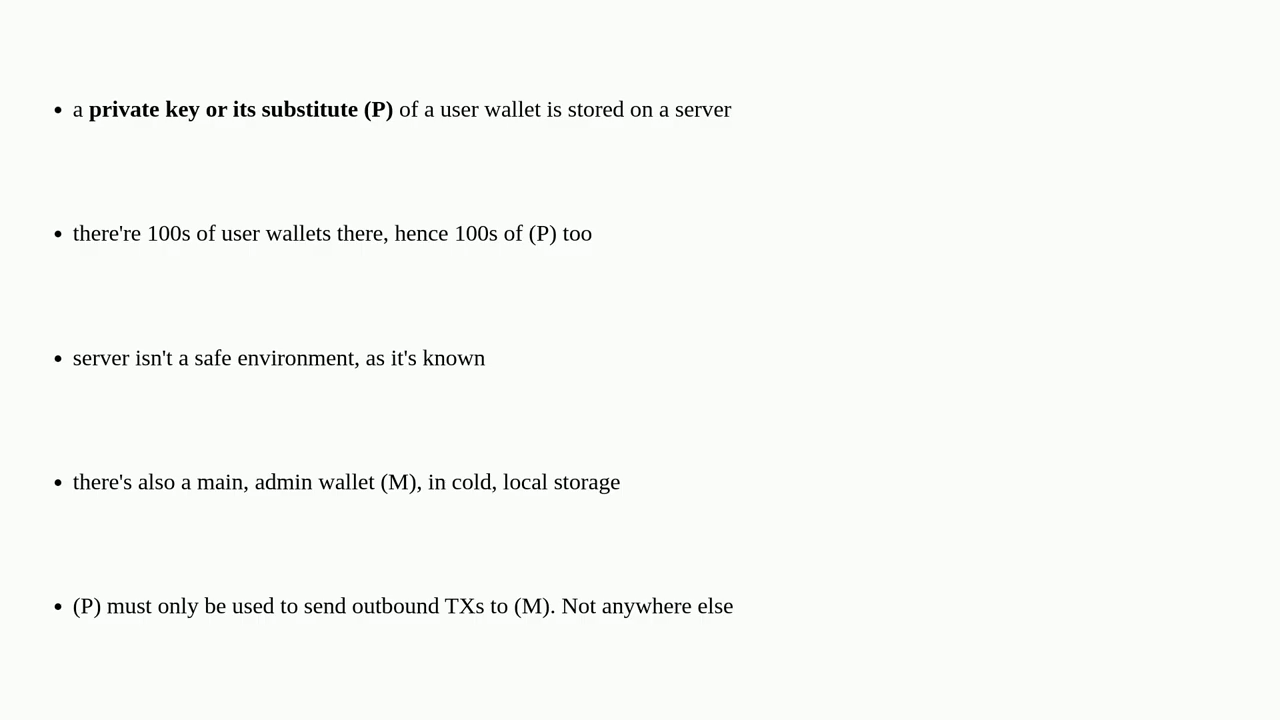 • a private key or its substitute (P) of a user wallet is stored on a server
• there're 100s of user wallets there, hence 100s of (P) too
• server isn't a safe environment, as it's known
• there's also a main, admin wallet (M), in cold, local storage
• (P) must only be used to send outbound TXs to (M). Not anywhere else